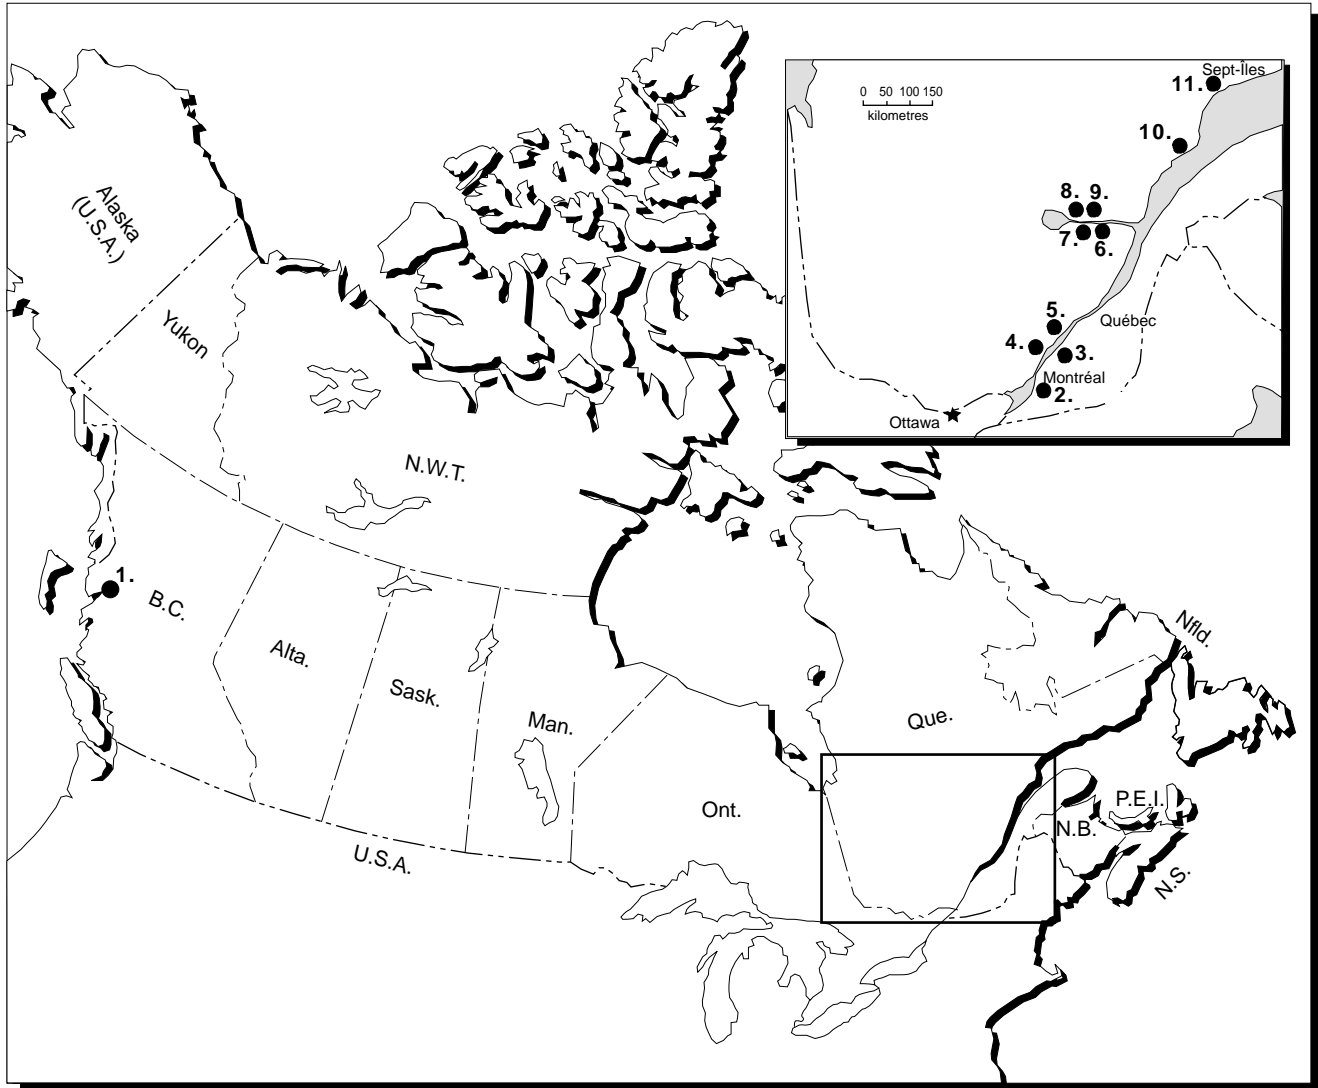 Sept-Îles
11.
0 50 100 150
kilometres
10.
8. 9.
7. 6.
5.
Québec
4. 3.
Montréal
2.
Ottawa
Alaska
(U.S.A.)
Yukon
N.W.T.
1.
B.C.
Alta.
Sask.
Man.
Ont.
Que.
Nfld.
P.E.I.
N.B.
N.S.
U.S.A.